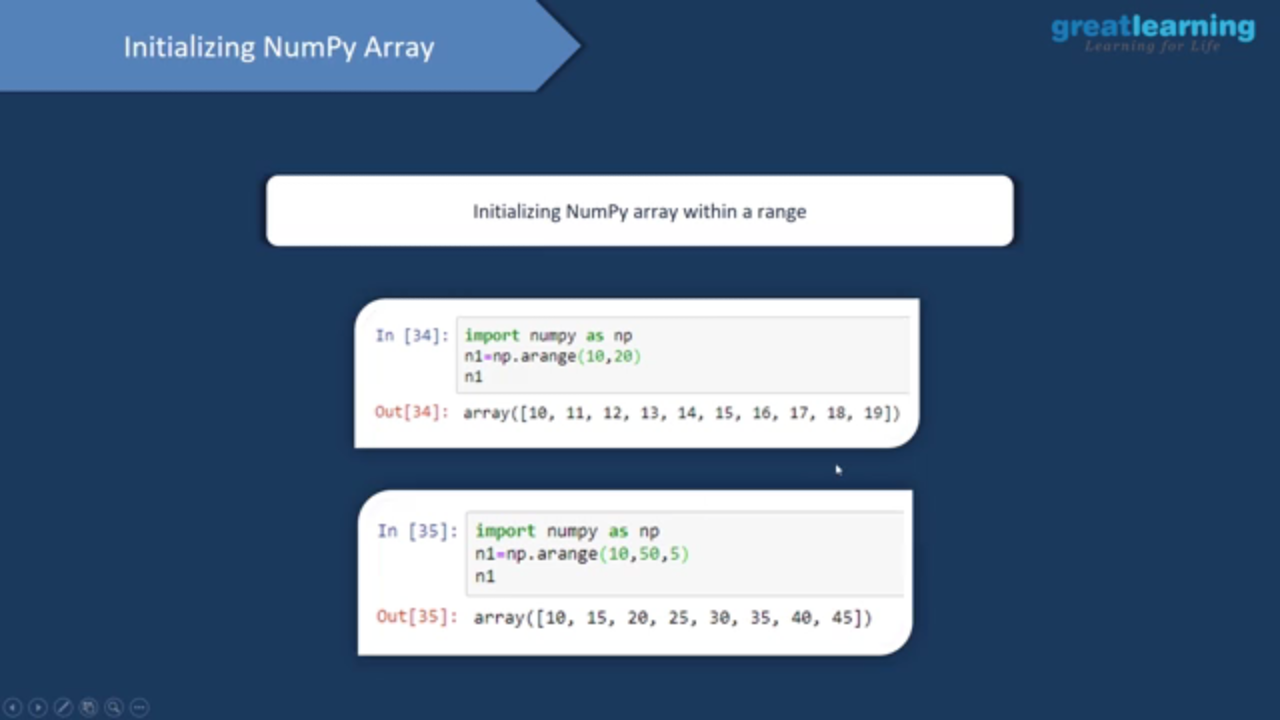 Initializing NumPy Array
greatlearning
Learning for Life
Initializing NumPy array within a range
In [34]: import numpy as np
n1=np.arange(10,20)
n1
Out[34]: array([10, 11, 12, 13, 14, 15, 16, 17, 18, 19])
In [35]: import numpy as np
n1=np.arange(10,50,5)
n1
Out[35]: array([10, 15, 20, 25, 30, 35, 40, 45])